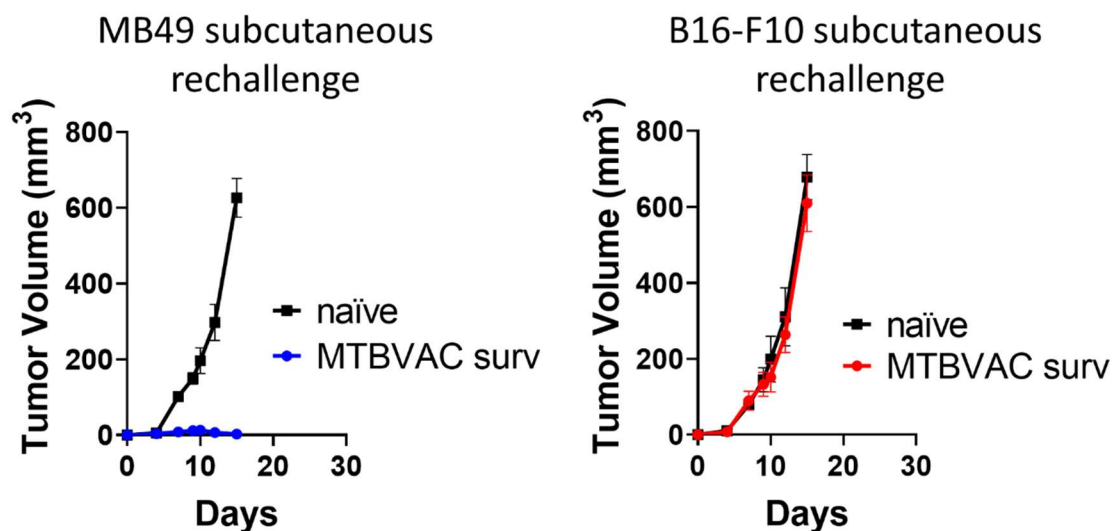 MB49 subcutaneous
rechallenge
Tumor Volume (mm³)
800
600
400
200
0
0 10 20 30
Days
naïve
MTBVAC surv
B16-F10 subcutaneous
rechallenge
Tumor Volume (mm³)
800
600
400
200
0
0 10 20 30
Days
naïve
MTBVAC surv